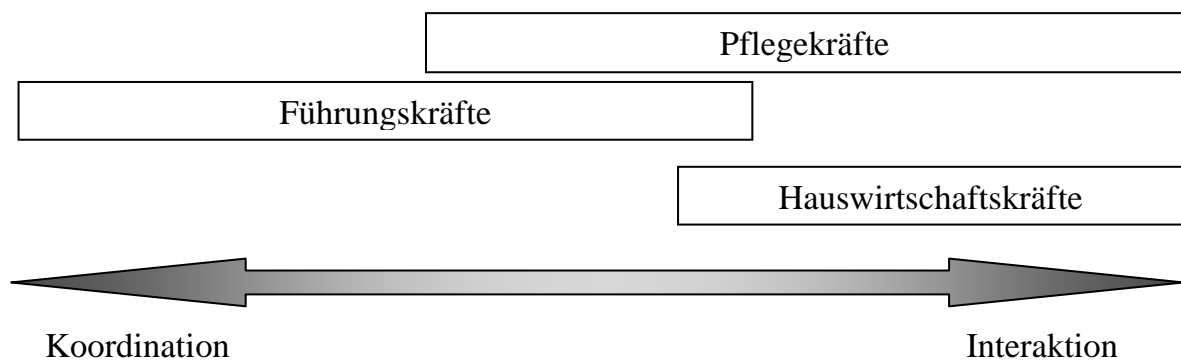 Pflegekräfte
Führungskräfte
Hauswirtschaftskräfte
Koordination
Interaktion